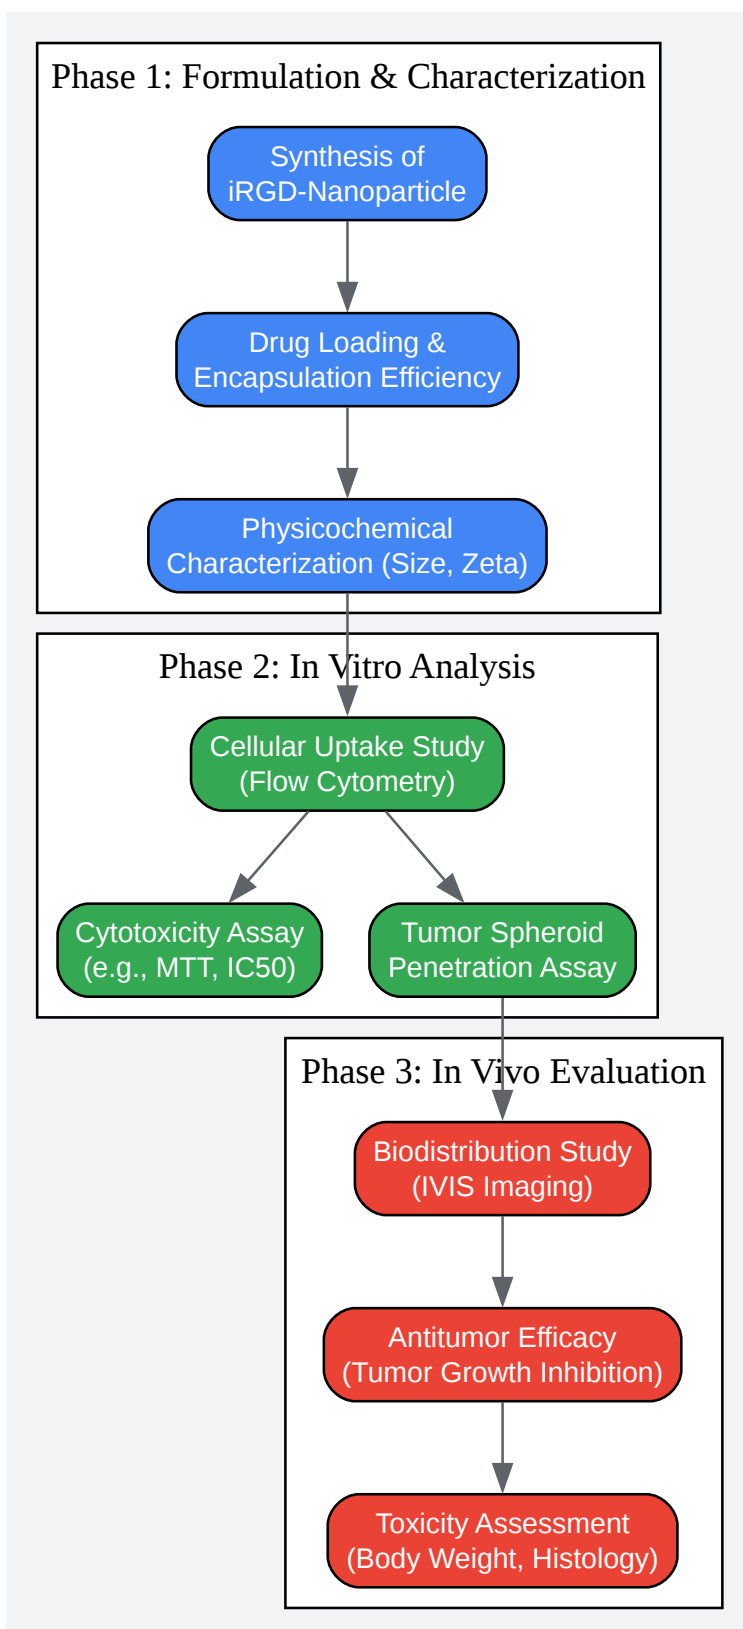 Phase 1: Formulation & Characterization
Synthesis of
iRGD-Nanoparticle
Drug Loading &
Encapsulation Efficiency
Physicochemical
Characterization (Size, Zeta)
Phase 2: In Vitro Analysis
Cellular Uptake Study
(Flow Cytometry)
Cytotoxicity Assay
(e.g., MTT, IC50)
Tumor Spheroid
Penetration Assay
Phase 3: In Vivo Evaluation
Biodistribution Study
(IVIS Imaging)
Antitumor Efficacy
(Tumor Growth Inhibition)
Toxicity Assessment
(Body Weight, Histology)